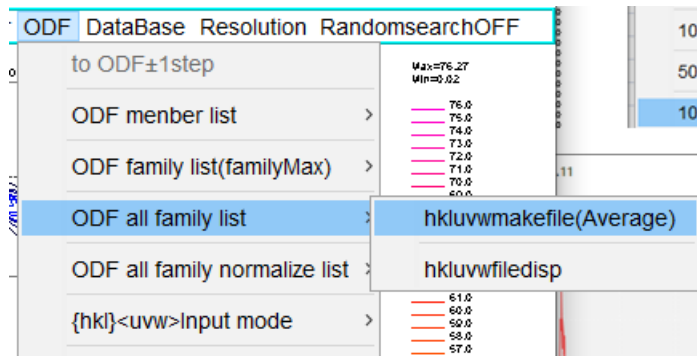 ODF DataBase Resolution RandomsearchOFF
to ODF±1step
ODF menber list >
ODF family list(familyMax) >
ODF all family list
hkluvwmakefile(Average)
hkluvwfiledisp
ODF all family normalize list
{hkl}<uvw>Input mode >
Max=76.27
Min=0.02
76.0
75.0
74.0
73.0
72.0
71.0
70.0
61.0
60.0
59.0
58.0
57.0
10
50
10
.11